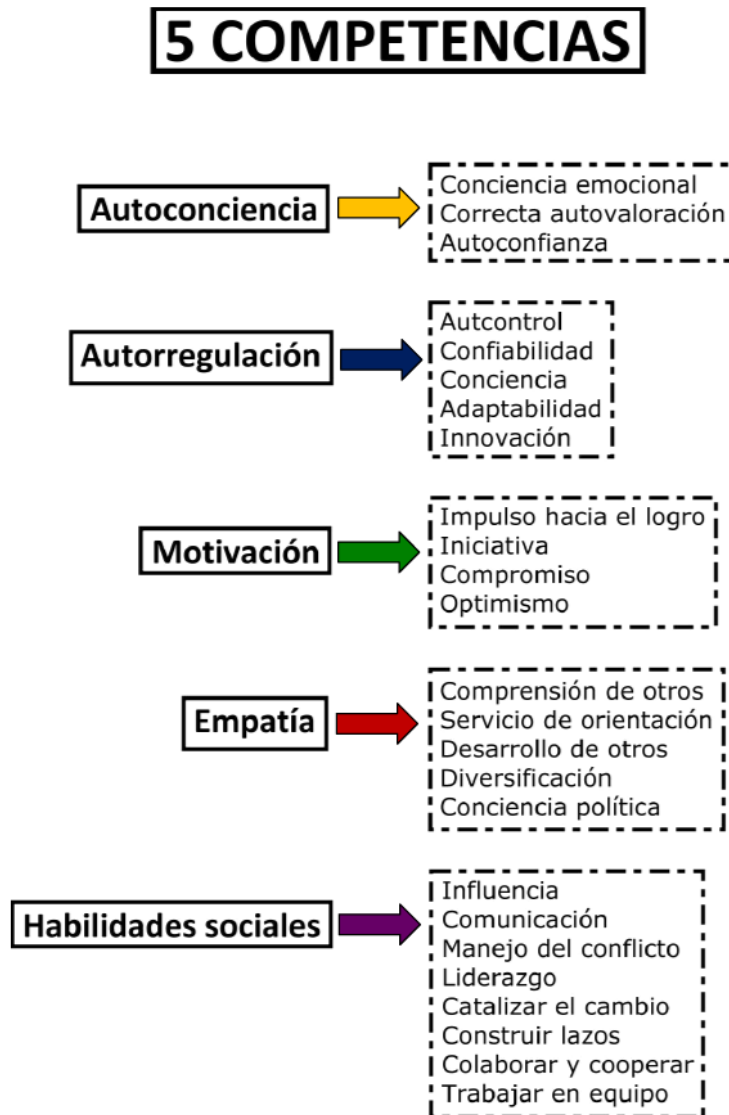 5 COMPETENCIAS
Autoconciencia
Conciencia emocional
Correcta autovaloración
Autoconfianza
Autorregulación
Autcontrol
Confiabilidad
Conciencia
Adaptabilidad
Innovación
Motivación
Impulso hacia el logro
Iniciativa
Compromiso
Optimismo
Empatía
Comprensión de otros
Servicio de orientación
Desarrollo de otros
Diversificación
Conciencia política
Habilidades sociales
Influencia
Comunicación
Manejo del conflicto
Liderazgo
Catalizar el cambio
Construir lazos
Colaborar y cooperar
Trabajar en equipo